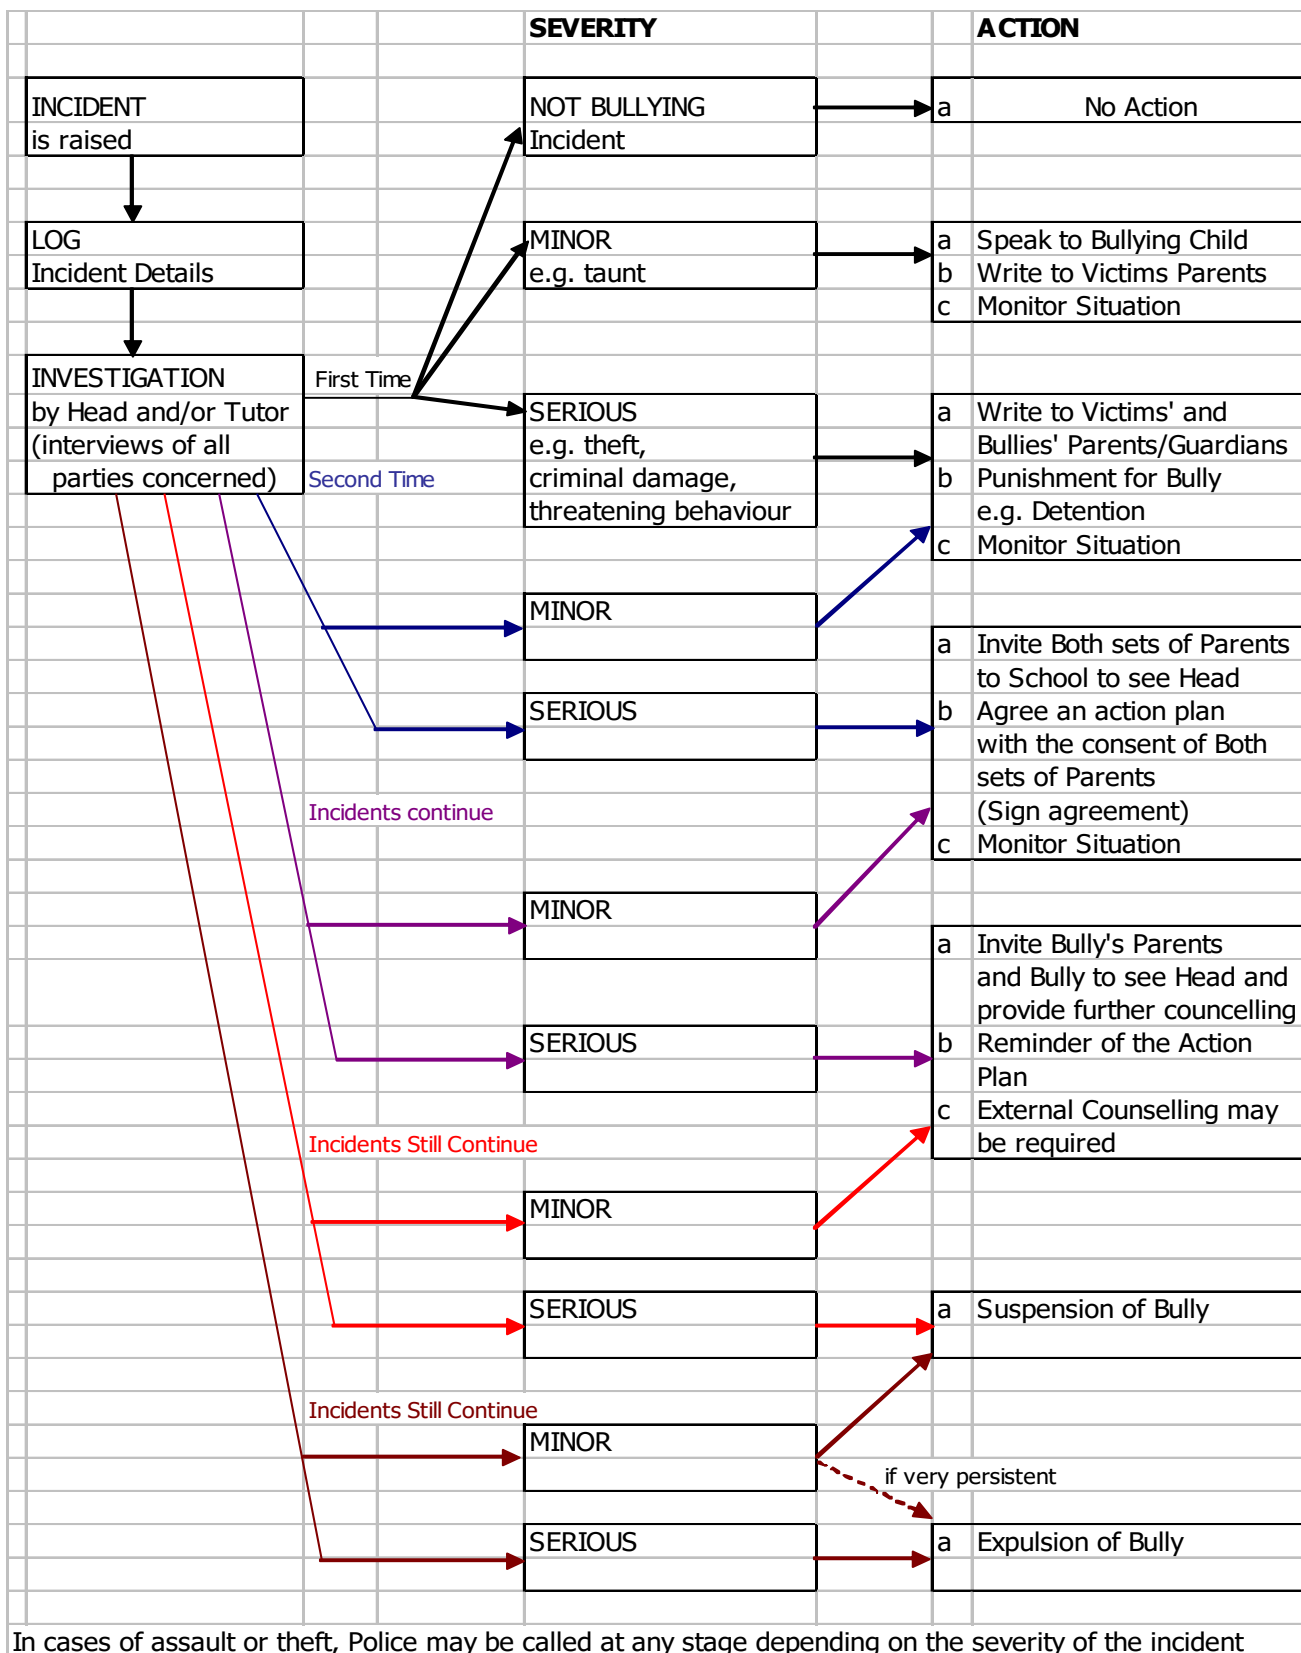 SEVERITY ACTION
INCIDENT
is raised
NOT BULLYING
Incident
a No Action
LOG
Incident Details
MINOR
e.g. taunt
a Speak to Bullying Child
b Write to Victims Parents
c Monitor Situation
INVESTIGATION
by Head and/or Tutor
(interviews of all
parties concerned)
First Time
Second Time
SERIOUS
e.g. theft,
criminal damage,
threatening behaviour
a Write to Victims' and
Bullies' Parents/Guardians
b Punishment for Bully
e.g. Detention
c Monitor Situation
MINOR
SERIOUS
a Invite Both sets of Parents
to School to see Head
b Agree an action plan
with the consent of Both
sets of Parents
(Sign agreement)
c Monitor Situation
Incidents continue
MINOR
SERIOUS
a Invite Bully's Parents
and Bully to see Head and
provide further councelling
b Reminder of the Action
Plan
c External Counselling may
be required
Incidents Still Continue
MINOR
SERIOUS
a Suspension of Bully
Incidents Still Continue
MINOR
if very persistent
SERIOUS
a Expulsion of Bully
In cases of assault or theft, Police may be called at any stage depending on the severity of the incident